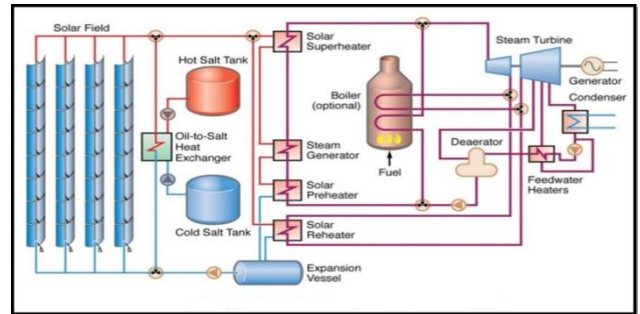 Solar Field
Hot Salt Tank
Oil-to-Salt
Heat
Exchanger
Cold Salt Tank
Solar
Superheater
Boiler
(optional)
Fuel
Steam
Generator
Solar
Preheater
Solar
Reheater
Expansion
Vessel
Steam Turbine
Generator
Condenser
Deaerator
Feedwater
Heaters